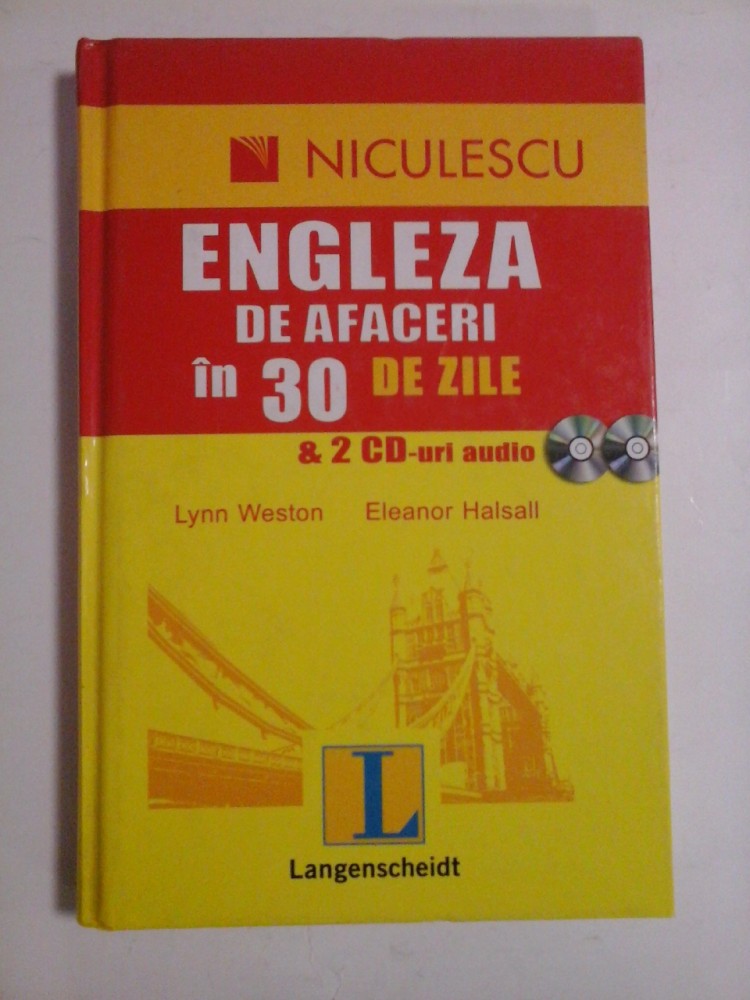 NICULESCU
ENGLEZA
DE AFACERI
în 30 DE ZILE
& 2 CD-uri audio
Lynn Weston Eleanor Halsall
L
Langenscheidt